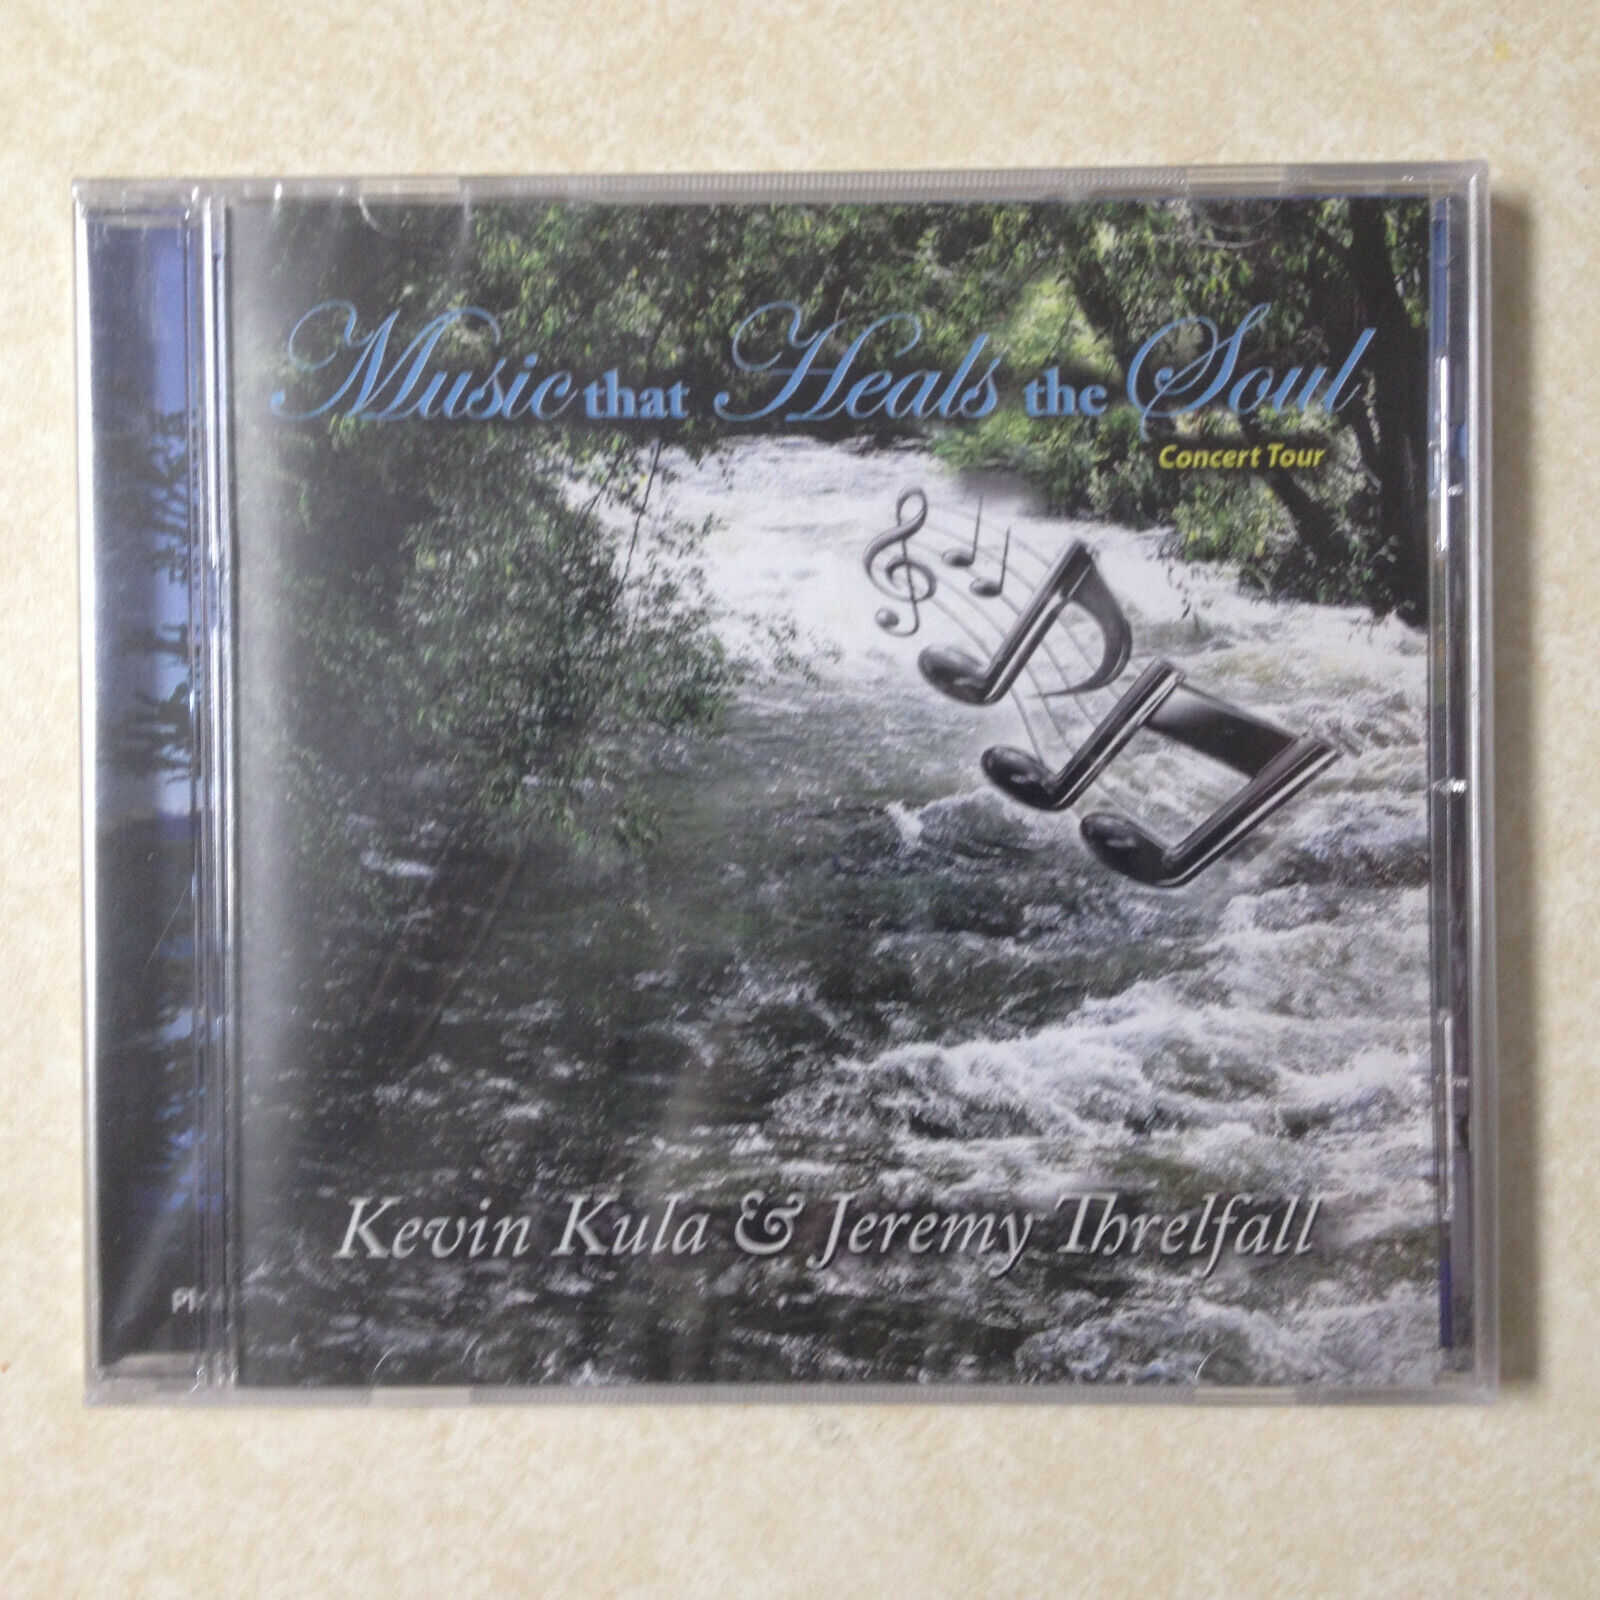 Music that Heals the Soul
Concert Tour
Kevin Kula & Jeremy Threlfall